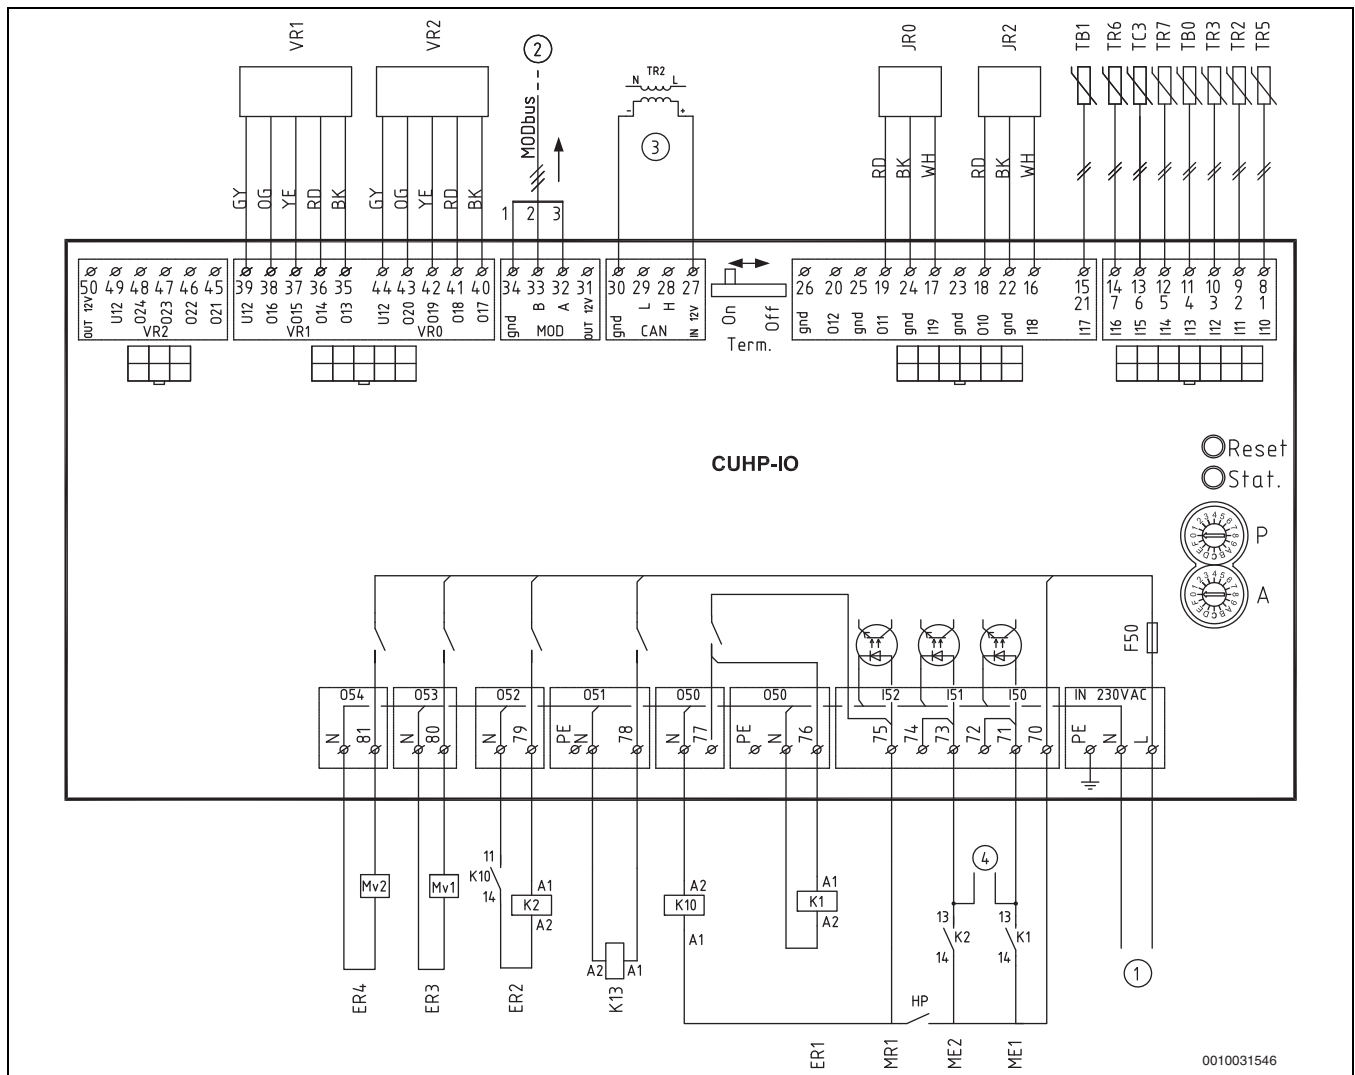 VR1 VR2 2 JR0 JR2 TB1 TR6 TC3 TR7 TB0 TR3 TR2 TR5
N TR2 L
- +
3
MODbus
GY OG YE RD BK GY OG YE RD BK
RD BK WH RD BK WH
1 2 3
50 49 48 47 46 45 39 38 37 36 35 44 43 42 41 40 34 33 32 31 30 29 28 27 26 20 25 19 24 17 23 18 22 16 15 14 13 12 11 10 9 8
21 7 6 5 4 3 2 1
OUT 12V U12 O24 O23 O22 O21 U12 O16 O15 O14 O13 U12 O20 O19 O18 O17 gnd B A OUT 12V gnd L H IN 12V gnd O12 gnd O11 gnd I19 gnd O10 gnd I18 I17 I16 I15 I14 I13 I12 I11 I10
VR2 VR1 VR0 MOD CAN
On Off
Term.
CUHP-IO
Reset
Stat.
P
0123456789ABCDEF
A
0123456789ABCDEF
F50
O54 O53 O52 O51 O50 O50 I52 I51 I50 IN 230VAC
N 81 N 80 N 79 PE N 78 N 77 PE N 76 75 74 73 72 71 70 PE N L
Mv2 Mv1
11
K10
14
A1
K2
A2
A2 A1
A2
K10
A1
A1
K1
A2
4
13
K2
14
13
K1
14
1
HP
ER4 ER3 ER2 K13 ER1 MR1 ME2 ME1
0010031546